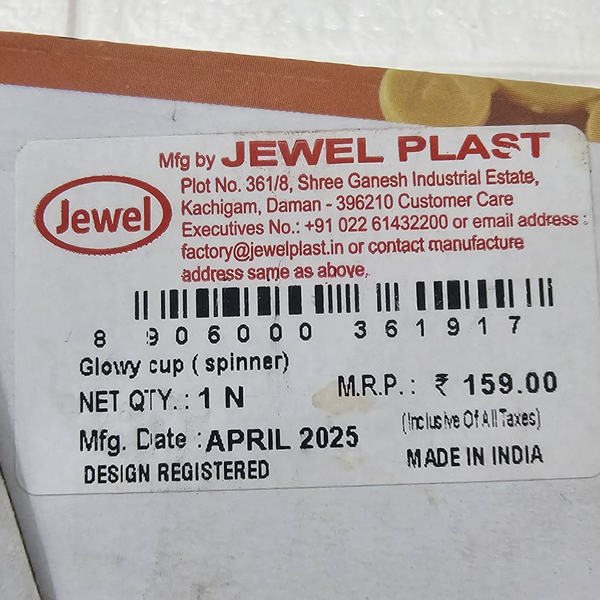 Mfg by JEWEL PLAST
Jewel
Plot No. 361/8, Shree Ganesh Industrial Estate,
Kachigam, Daman - 396210 Customer Care
Executives No.: +91 022 61432200 or email address :
factory@jewelplast.in or contact manufacture
address same as above,
8 906000 361917
Glowy cup ( spinner)
NET QTY. : 1 N
M.R.P. : ₹ 159.00
(Inclusive Of All Taxes)
Mfg. Date : APRIL 2025
DESIGN REGISTERED
MADE IN INDIA